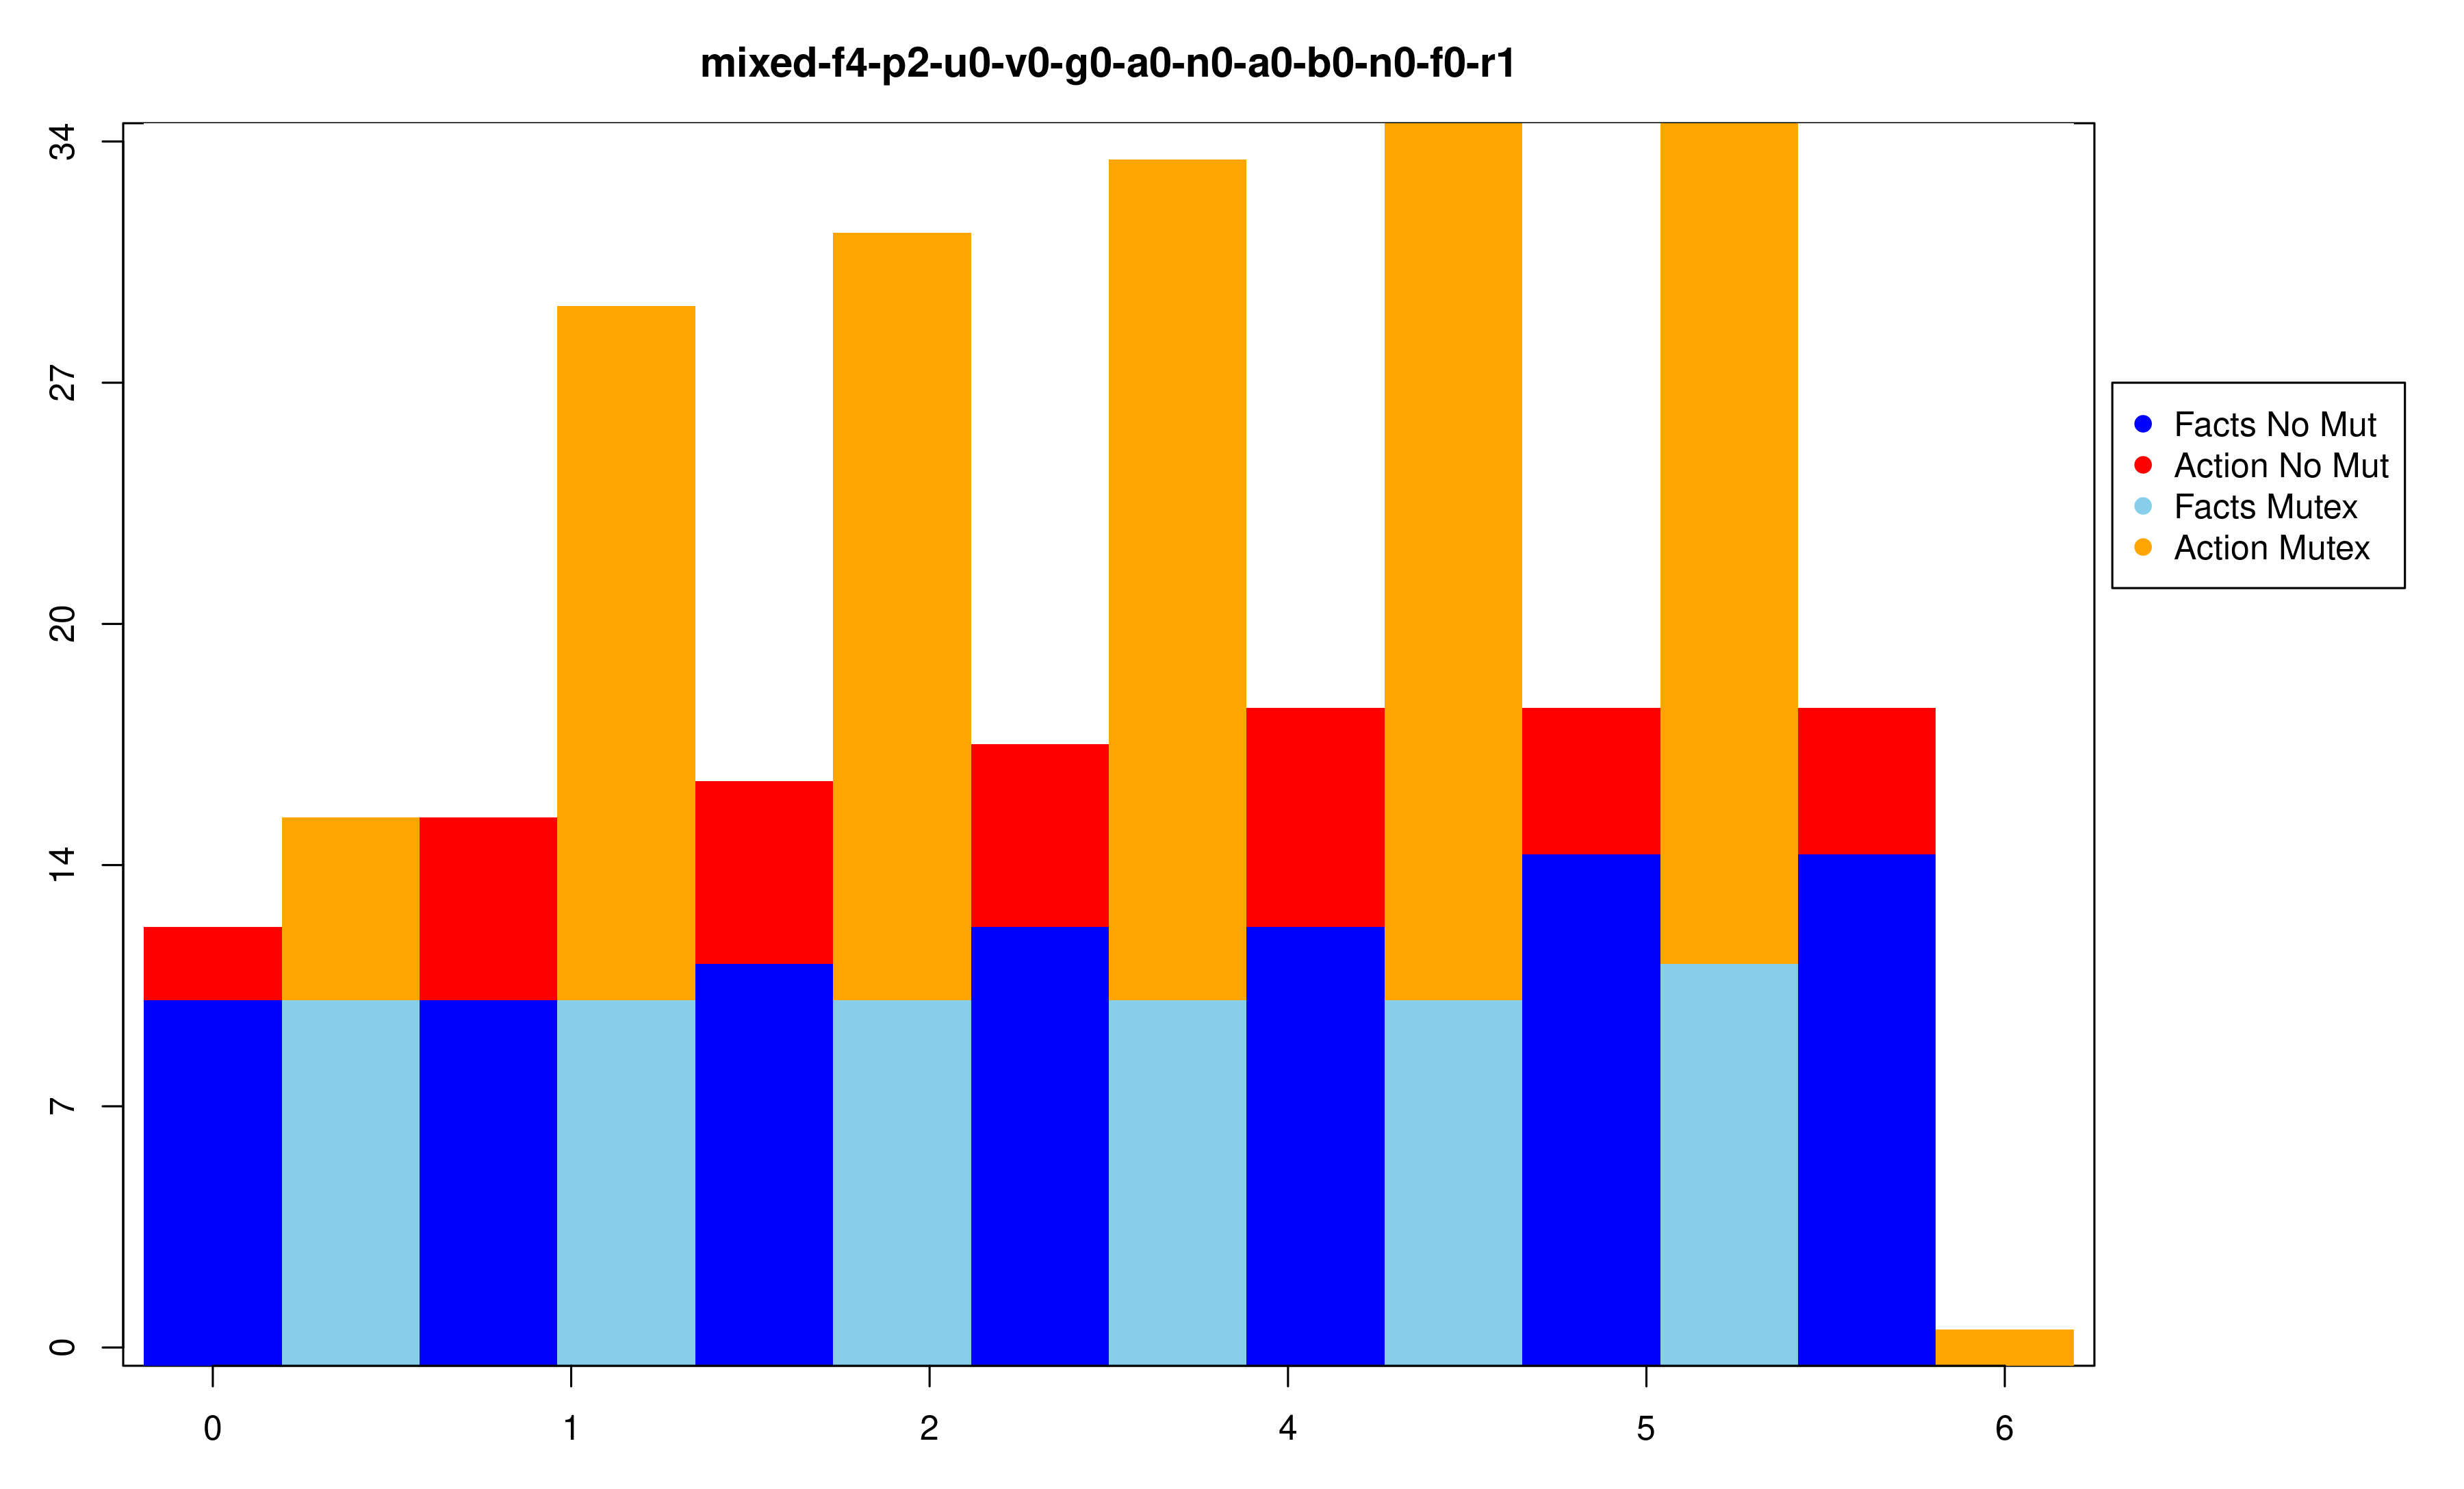 mixed-f4-p2-u0-v0-g0-a0-n0-a0-b0-n0-f0-r1
34
27
20
14
7
0
Facts No Mut
Action No Mut
Facts Mutex
Action Mutex
0 1 2 4 5 6